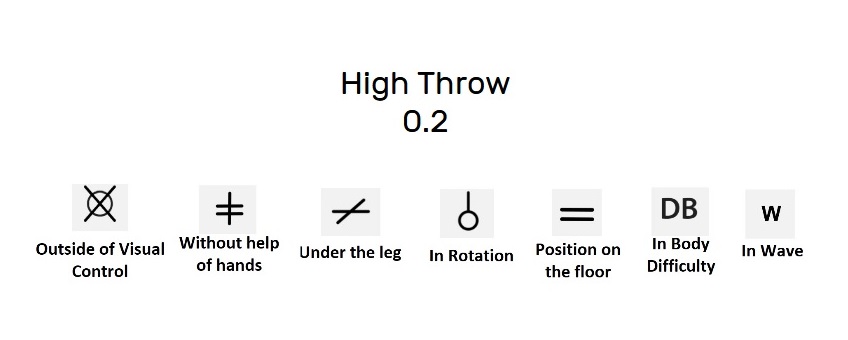 High Throw
0.2
DB
W
Outside of Visual
Control
Without help
of hands
Under the leg
In Rotation
Position on
the floor
In Body
Difficulty
In Wave